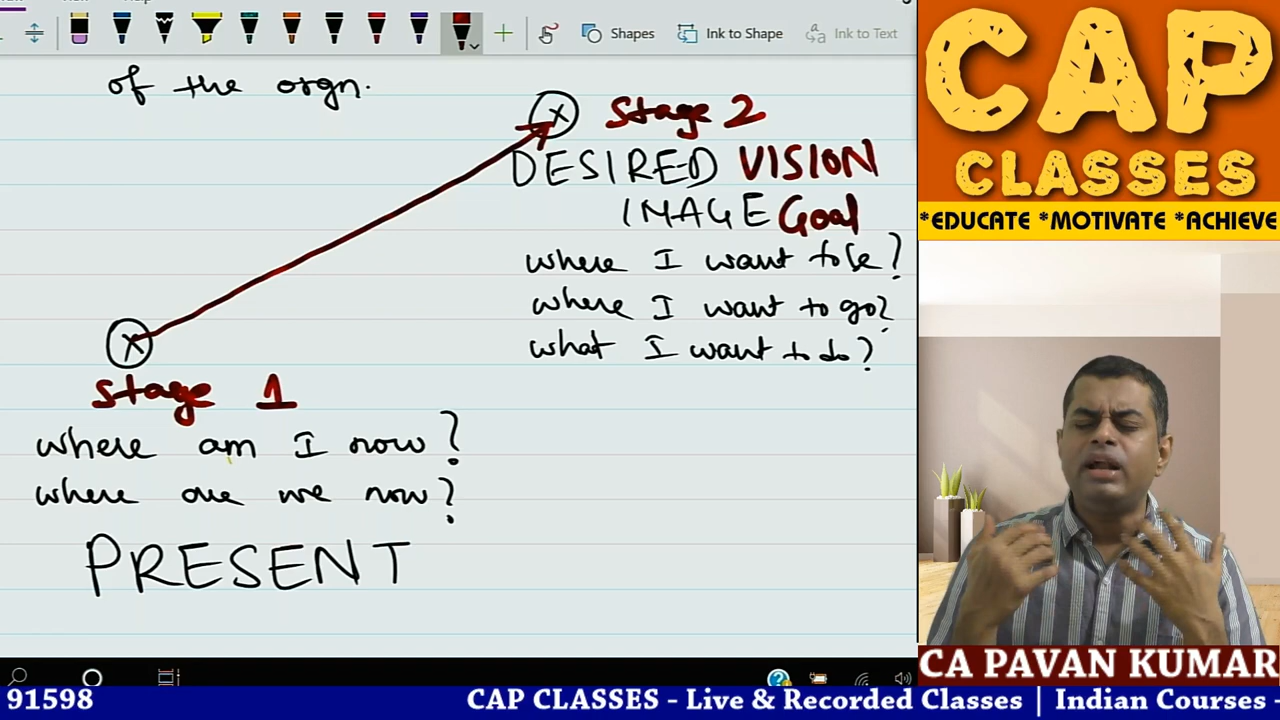 Shapes
Ink to Shape
Ink to Text
of the orgn.
Stage 2
DESIRED VISION
IMAGE Goal
where I want to be?
where I want to go?
what I want to do?
Stage 1
where am I now?
where are we now?
PRESENT
CAP
CLASSES
*EDUCATE *MOTIVATE *ACHIEVE
CA PAVAN KUMAR
91598 CAP CLASSES - Live & Recorded Classes | Indian Courses -